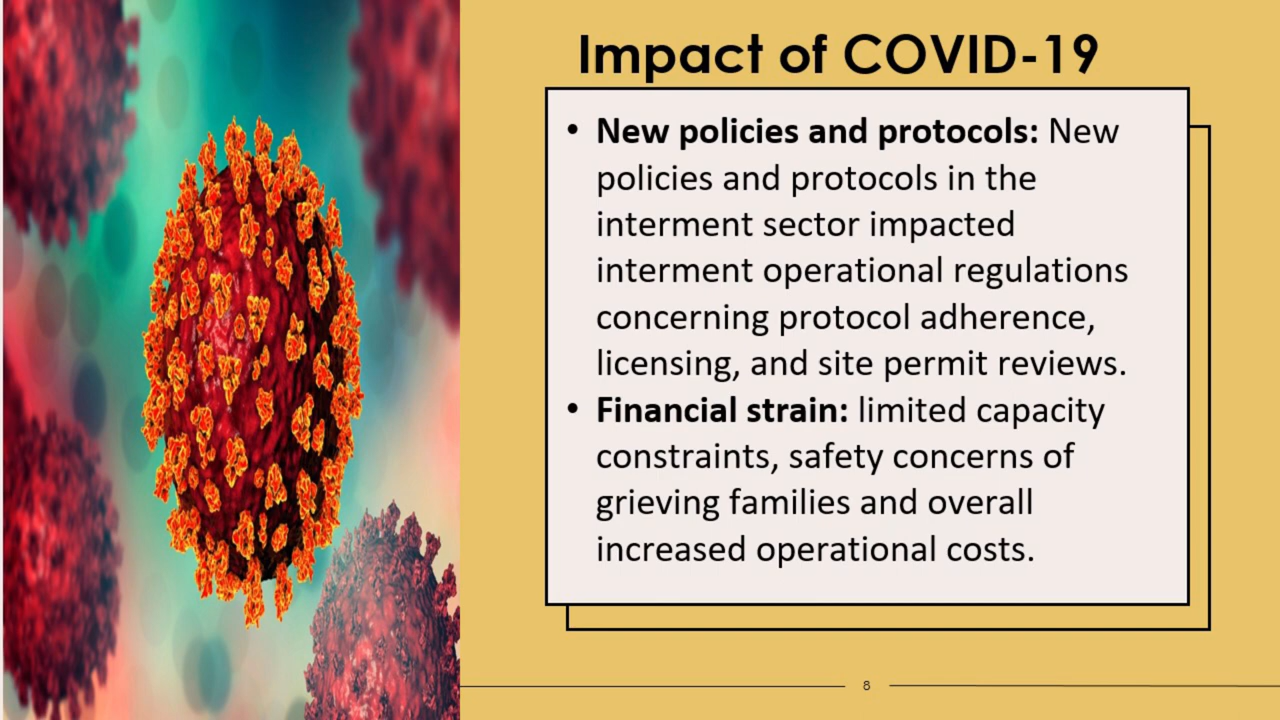 Impact of COVID-19
• New policies and protocols: New
policies and protocols in the
interment sector impacted
interment operational regulations
concerning protocol adherence,
licensing, and site permit reviews.
• Financial strain: limited capacity
constraints, safety concerns of
grieving families and overall
increased operational costs.
8